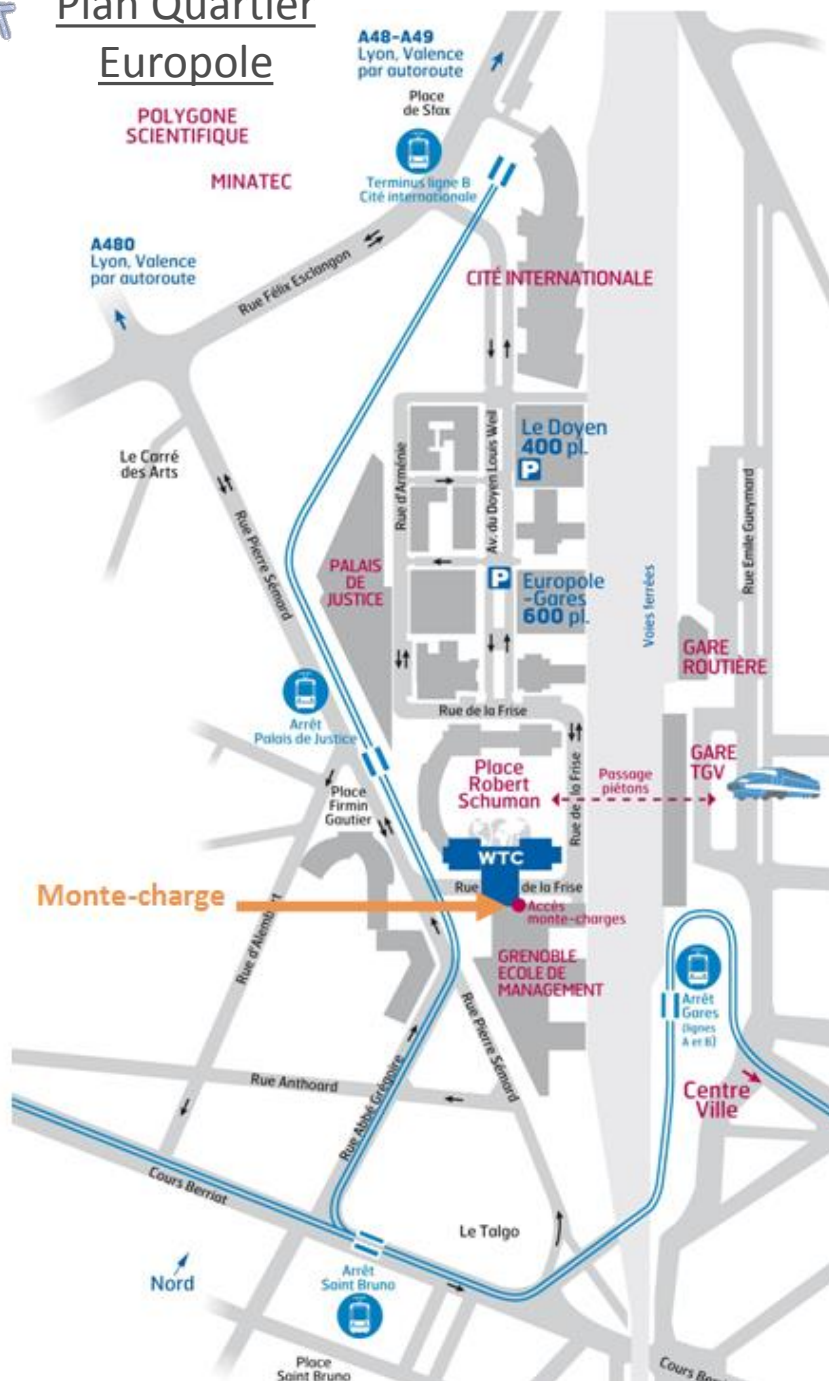 Plan Quartier
Europole
A48-A49
Lyon, Valence
par autoroute
Place
de Sfax
POLYGONE
SCIENTIFIQUE
MINATEC
Terminus ligne B
Cité internationale
A480
Lyon, Valence
par autoroute
Rue Félix Esclangon
CITÉ INTERNATIONALE
Le Doyen
400 pl.
P
Av. du Doyen Louis Weil
Rue d'Arménie
Le Carré
des Arts
Rue Pierre Sémard
Rue Emile Gueymard
PALAIS
DE
JUSTICE
P
Europole
-Gares
600 pl.
Voies ferrées
GARE
ROUTIÈRE
Arrêt
Palais de Justice
Rue de la Frise
GARE
TGV
Place
Robert
Schuman
Passage
piétons
Rue de la Frise
Place
Firmin
Gautier
WTC
Rue
de la Frise
Monte-charge
Accès
monte-charges
Rue d'Alembert
GRENOBLE
ECOLE DE
MANAGEMENT
Arrêt
Gares
(lignes
A et B)
Rue Pierre Sémard
Rue Anthoard
Rue Abbé Grégoire
Centre
Ville
Cours Berriat
Le Talgo
Nord
Arrêt
Saint Bruno
Place
Saint Bruno
Cours